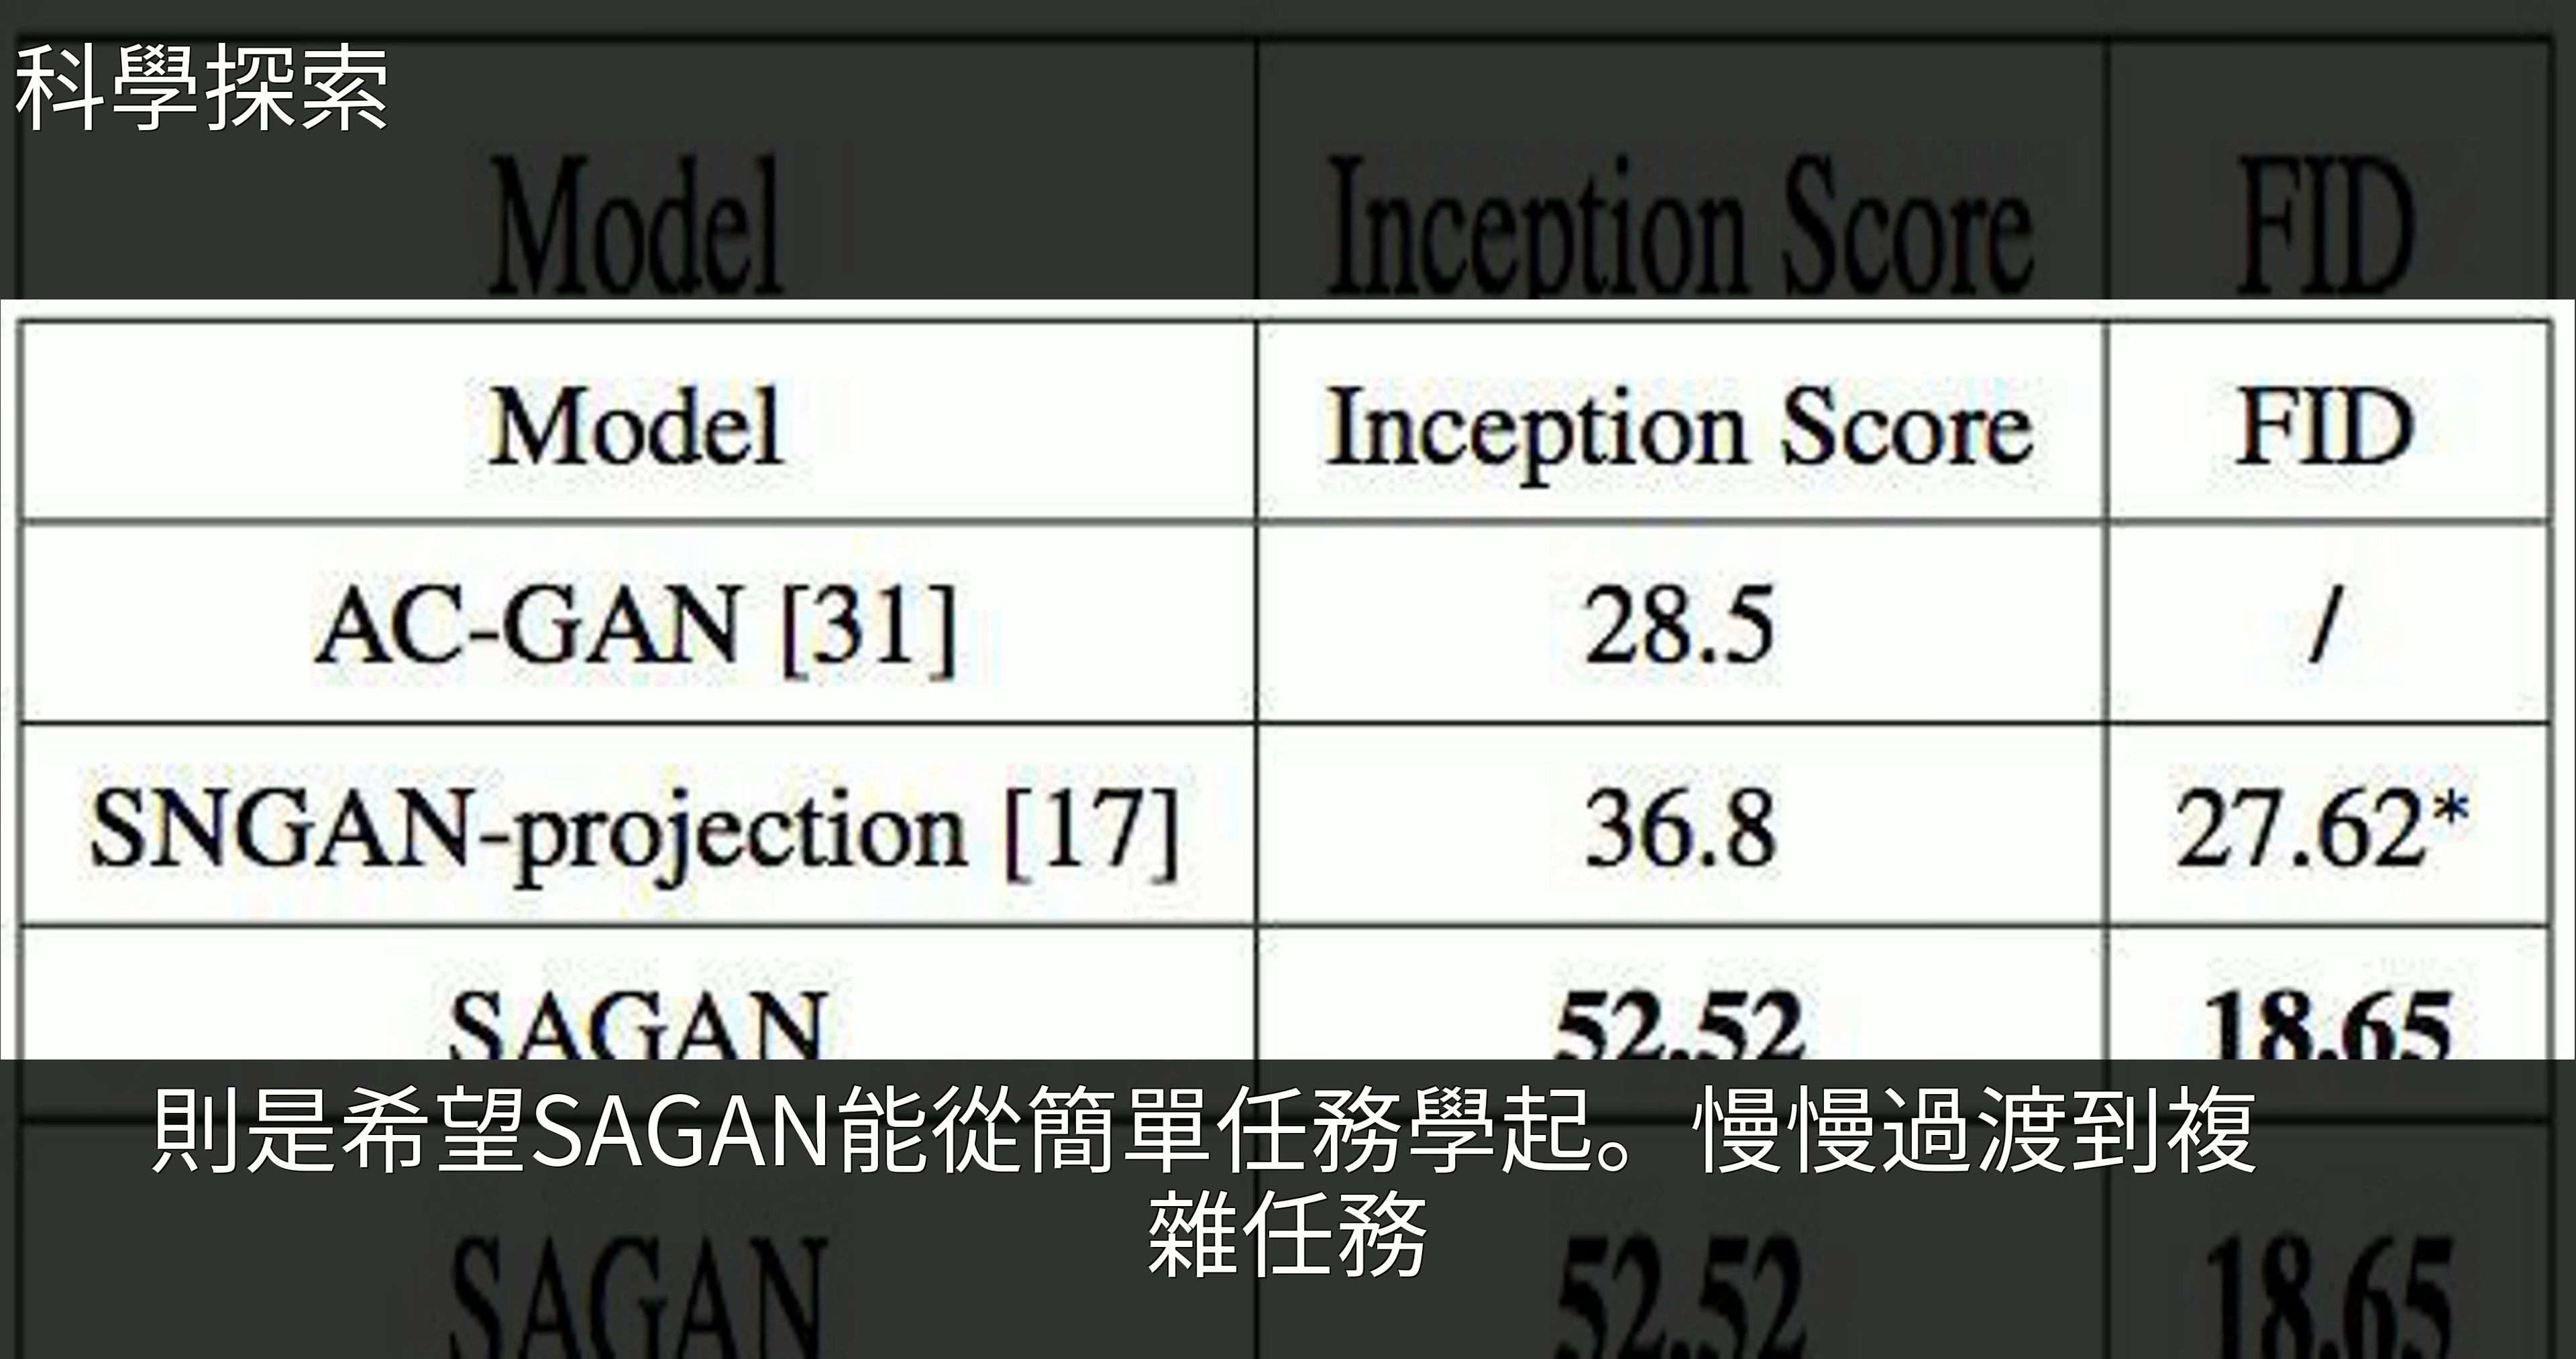 科學探索
Model Inception Score FID
Model Inception Score FID
AC-GAN [31] 28.5 /
SNGAN-projection [17] 36.8 27.62*
SAGAN 52.52 18.65
則是希望SAGAN能從簡單任務學起。慢慢過渡到複
雜任務
SAGAN 52.52 18.65